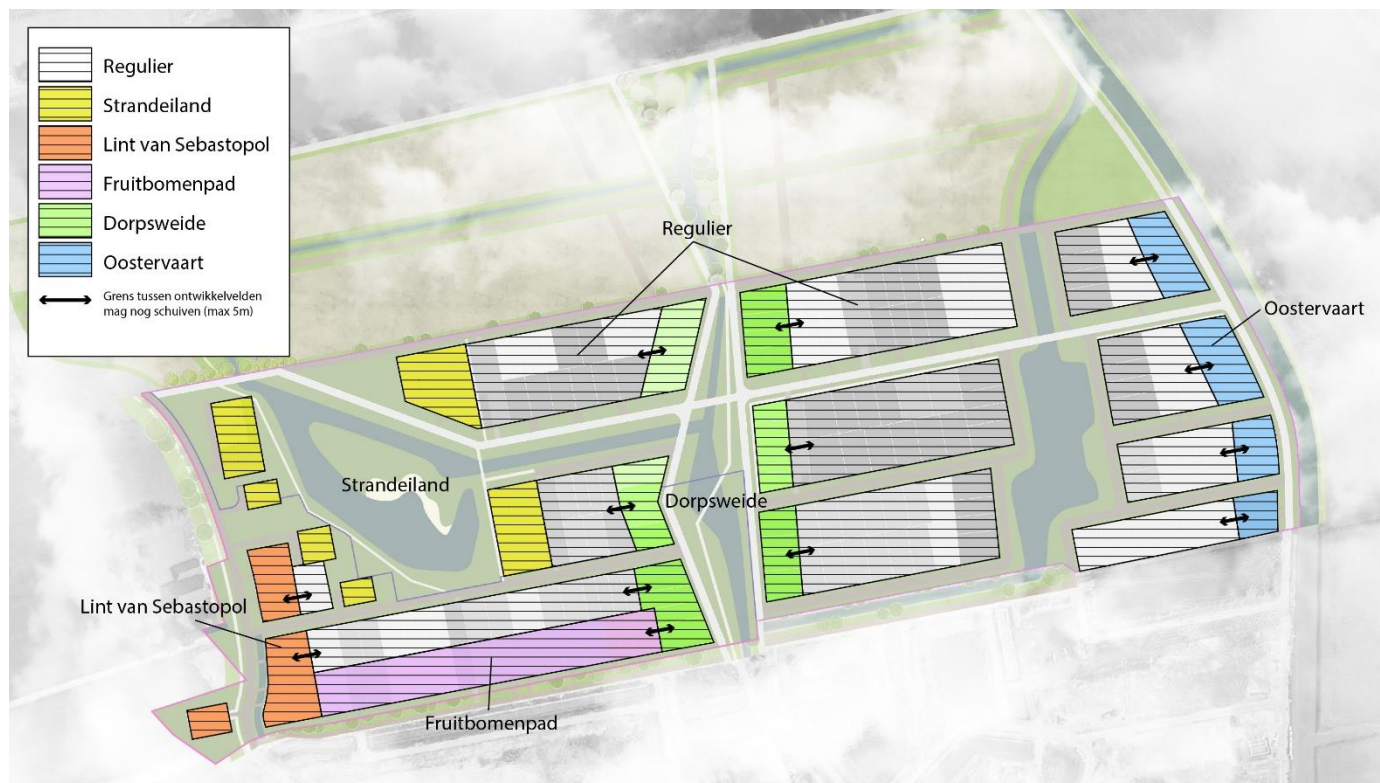 Regulier
Strandeiland
Lint van Sebastopol
Fruitbomenpad
Dorpsweide
Oostervaart
Grens tussen ontwikkelvelden
mag nog schuiven (max 5m)
Regulier
Oostervaart
Strandeiland
Dorpsweide
Lint van Sebastopol
Fruitbomenpad